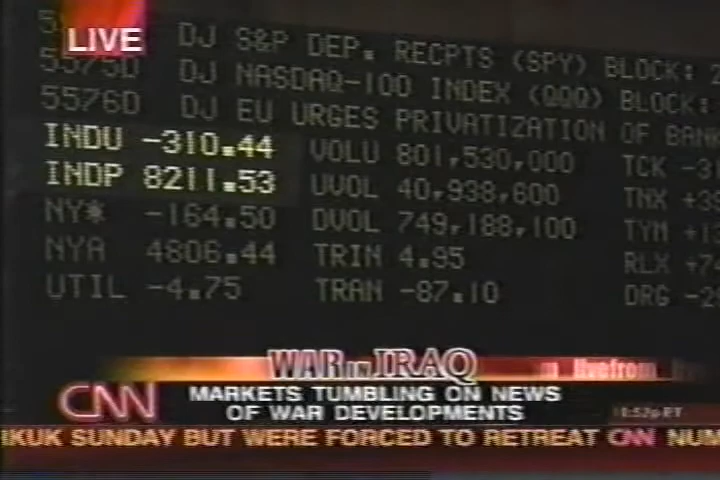 LIVE
DJ S&P DEP. RECPTS (SPY) BLOCK:
5575D DJ NASDAQ-100 INDEX (QQQ) BLOCK:
5576D DJ EU URGES PRIVATIZATION OF BANK
INDU -310.44 VOLU 801,530,000 TCK
INDP 8211.53 UVOL 40,938,600 TNX
NY* -164.50 DVOL 749,188,100 TYM
NYA 4806.44 TRIN 4.95 RLX
UTIL -4.75 TRAN -87.10 DRG
WAR IN IRAQ
livefrom
CNN MARKETS TUMBLING ON NEWS
OF WAR DEVELOPMENTS
RKUK SUNDAY BUT WERE FORCED TO RETREAT CNN NUM